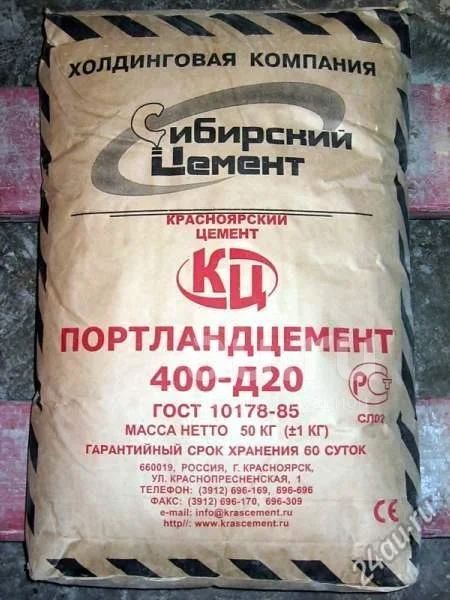 ХОЛДИНГОВАЯ КОМПАНИЯ
Сибирский
Цемент
КРАСНОЯРСКИЙ
ЦЕМЕНТ
КЦ
ПОРТЛАНДЦЕМЕНТ
400-Д20
РСТ
СЛ02
ГОСТ 10178-85
МАССА НЕТТО 50 КГ (±1 КГ)
ГАРАНТИЙНЫЙ СРОК ХРАНЕНИЯ 60 СУТОК
660019, РОССИЯ, Г. КРАСНОЯРСК,
УЛ. КРАСНОПРЕСНЕНСКАЯ, 1
ТЕЛЕФОН: (3912) 696-169, 696-696
ФАКС: (3912) 696-170, 696-309
e-mail: info@krascement.ru
http//: www.krascement.ru
CE
24au.ru